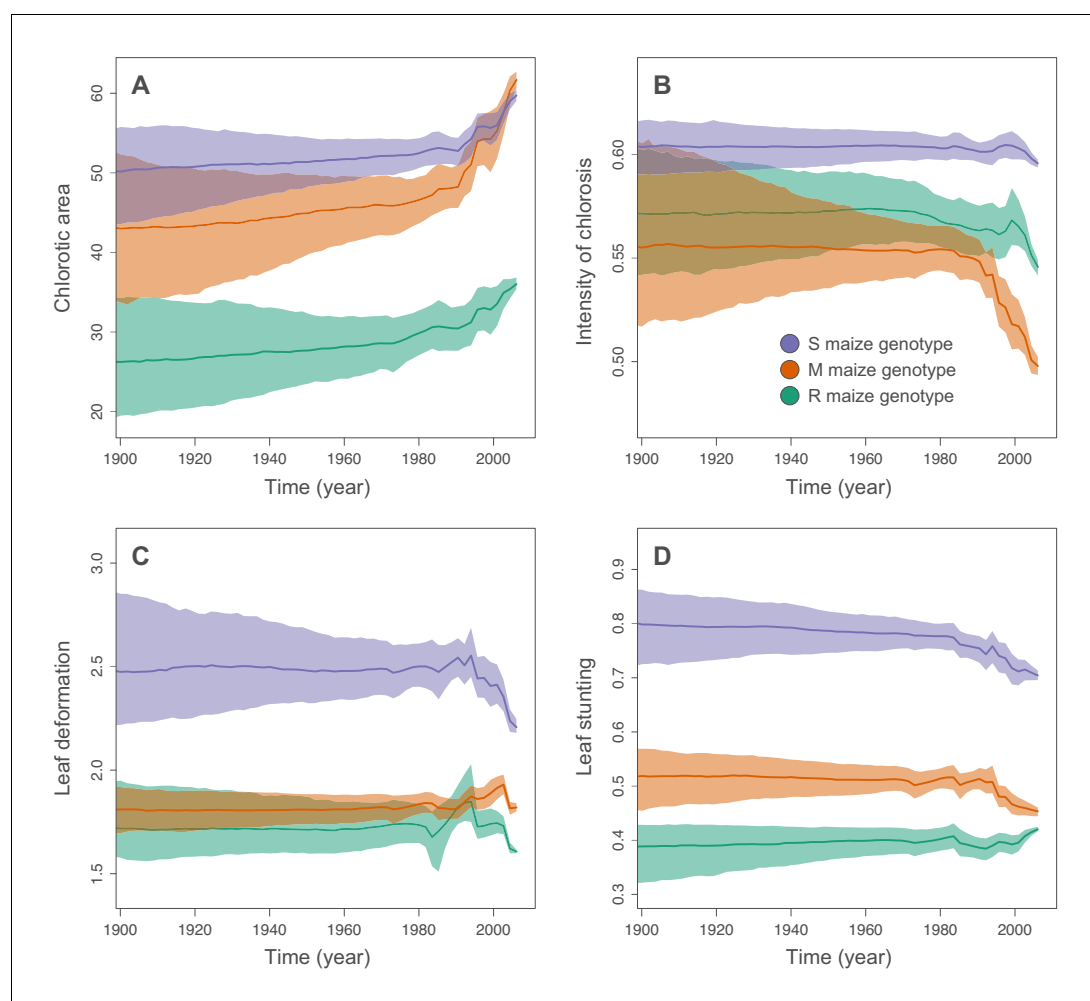 A
Chlorotic area
60
50
40
30
20
1900 1920 1940 1960 1980 2000
Time (year)
B
Intensity of chlorosis
0.60
0.55
0.50
S maize genotype
M maize genotype
R maize genotype
1900 1920 1940 1960 1980 2000
Time (year)
C
Leaf deformation
3.0
2.5
2.0
1.5
1900 1920 1940 1960 1980 2000
Time (year)
D
Leaf stunting
0.9
0.8
0.7
0.6
0.5
0.4
0.3
1900 1920 1940 1960 1980 2000
Time (year)